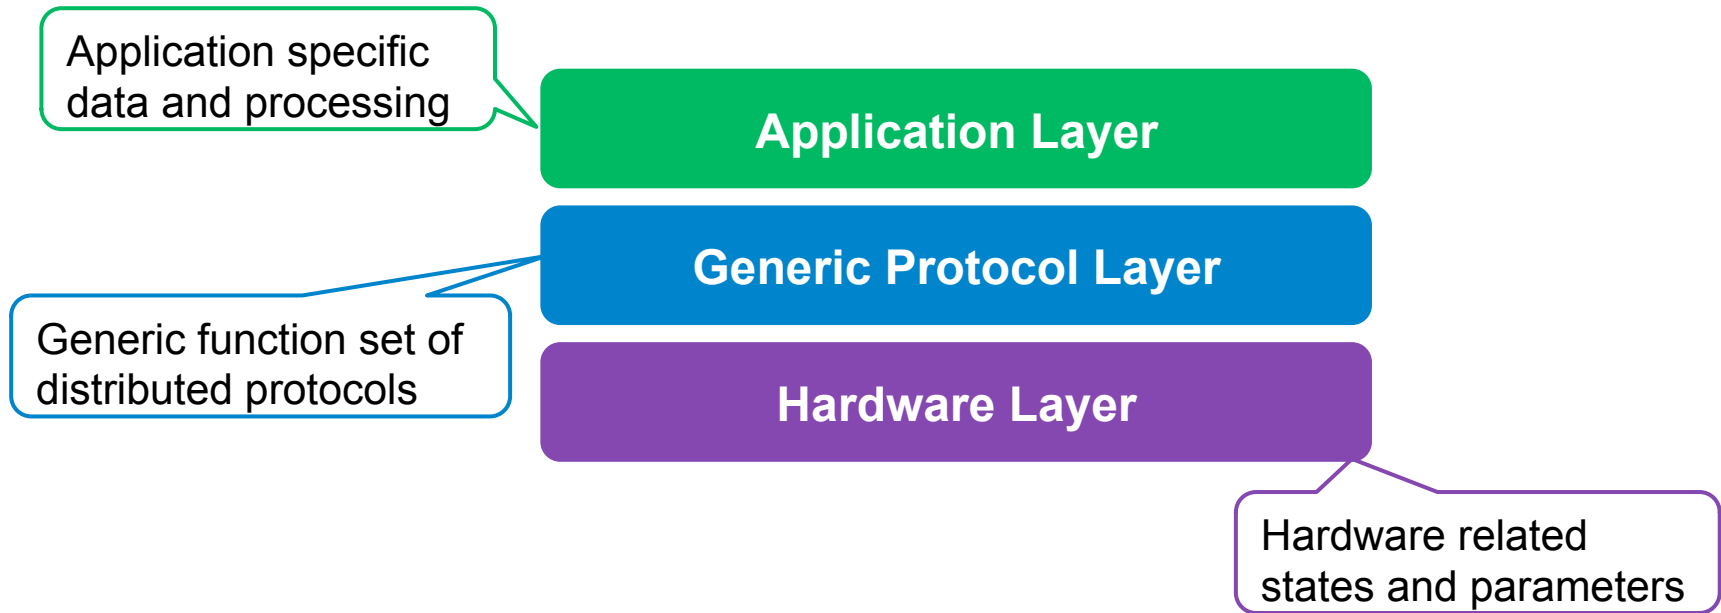 Application specific
data and processing
Application Layer
Generic Protocol Layer
Generic function set of
distributed protocols
Hardware Layer
Hardware related
states and parameters